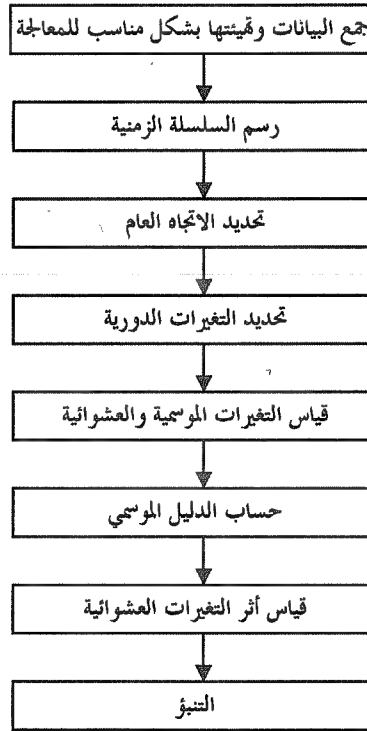 جمع البيانات وتهيئتها بشكل مناسب للمعالجة
رسم السلسلة الزمنية
تحديد الاتجاه العام
تحديد التغيرات الدورية
قياس التغيرات الموسمية والعشوائية
حساب الدليل الموسمي
قياس أثر التغيرات العشوائية
التنبؤ